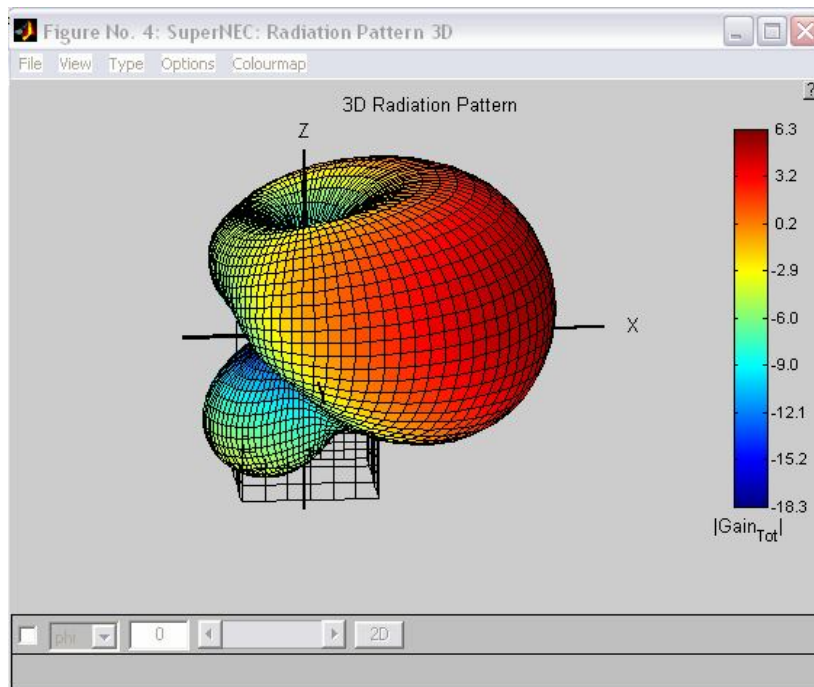 Figure No. 4: SuperNEC: Radiation Pattern 3D
File View Type Options Colourmap
?
3D Radiation Pattern
Z
6.3
3.2
0.2
-2.9
X
-6.0
-9.0
-12.1
-15.2
-18.3
|Gain_Tot|
phi 0 2D